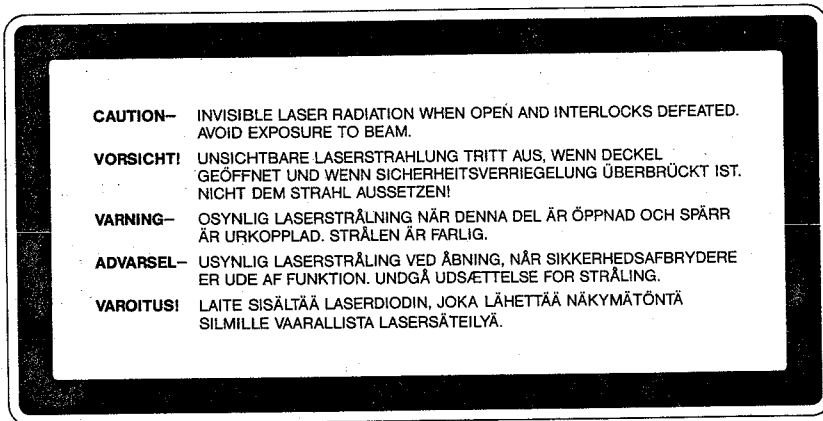 CAUTION– INVISIBLE LASER RADIATION WHEN OPEN AND INTERLOCKS DEFEATED.
AVOID EXPOSURE TO BEAM.
VORSICHT! UNSICHTBARE LASERSTRAHLUNG TRITT AUS, WENN DECKEL
GEÖFFNET UND WENN SICHERHEITSVERRIEGELUNG ÜBERBRÜCKT IST.
NICHT DEM STRAHL AUSSETZEN!
VARNING– OSYNLIG LASERSTRÅLNING NÄR DENNA DEL ÄR ÖPPNAD OCH SPÄRR
ÄR URKOPPLAD. STRÅLEN ÄR FARLIG.
ADVARSEL– USYNLIG LASERSTRÅLING VED ÅBNING, NÅR SIKKERHEDSAFBRYDERE
ER UDE AF FUNKTION. UNDGÅ UDSÆTTELSE FOR STRÅLING.
VAROITUS! LAITE SISÄLTÄÄ LASERDIODIN, JOKA LÄHETTÄÄ NÄKYMÄTÖNTÄ
SILMILLE VAARALLISTA LASERSÄTEILYÄ.